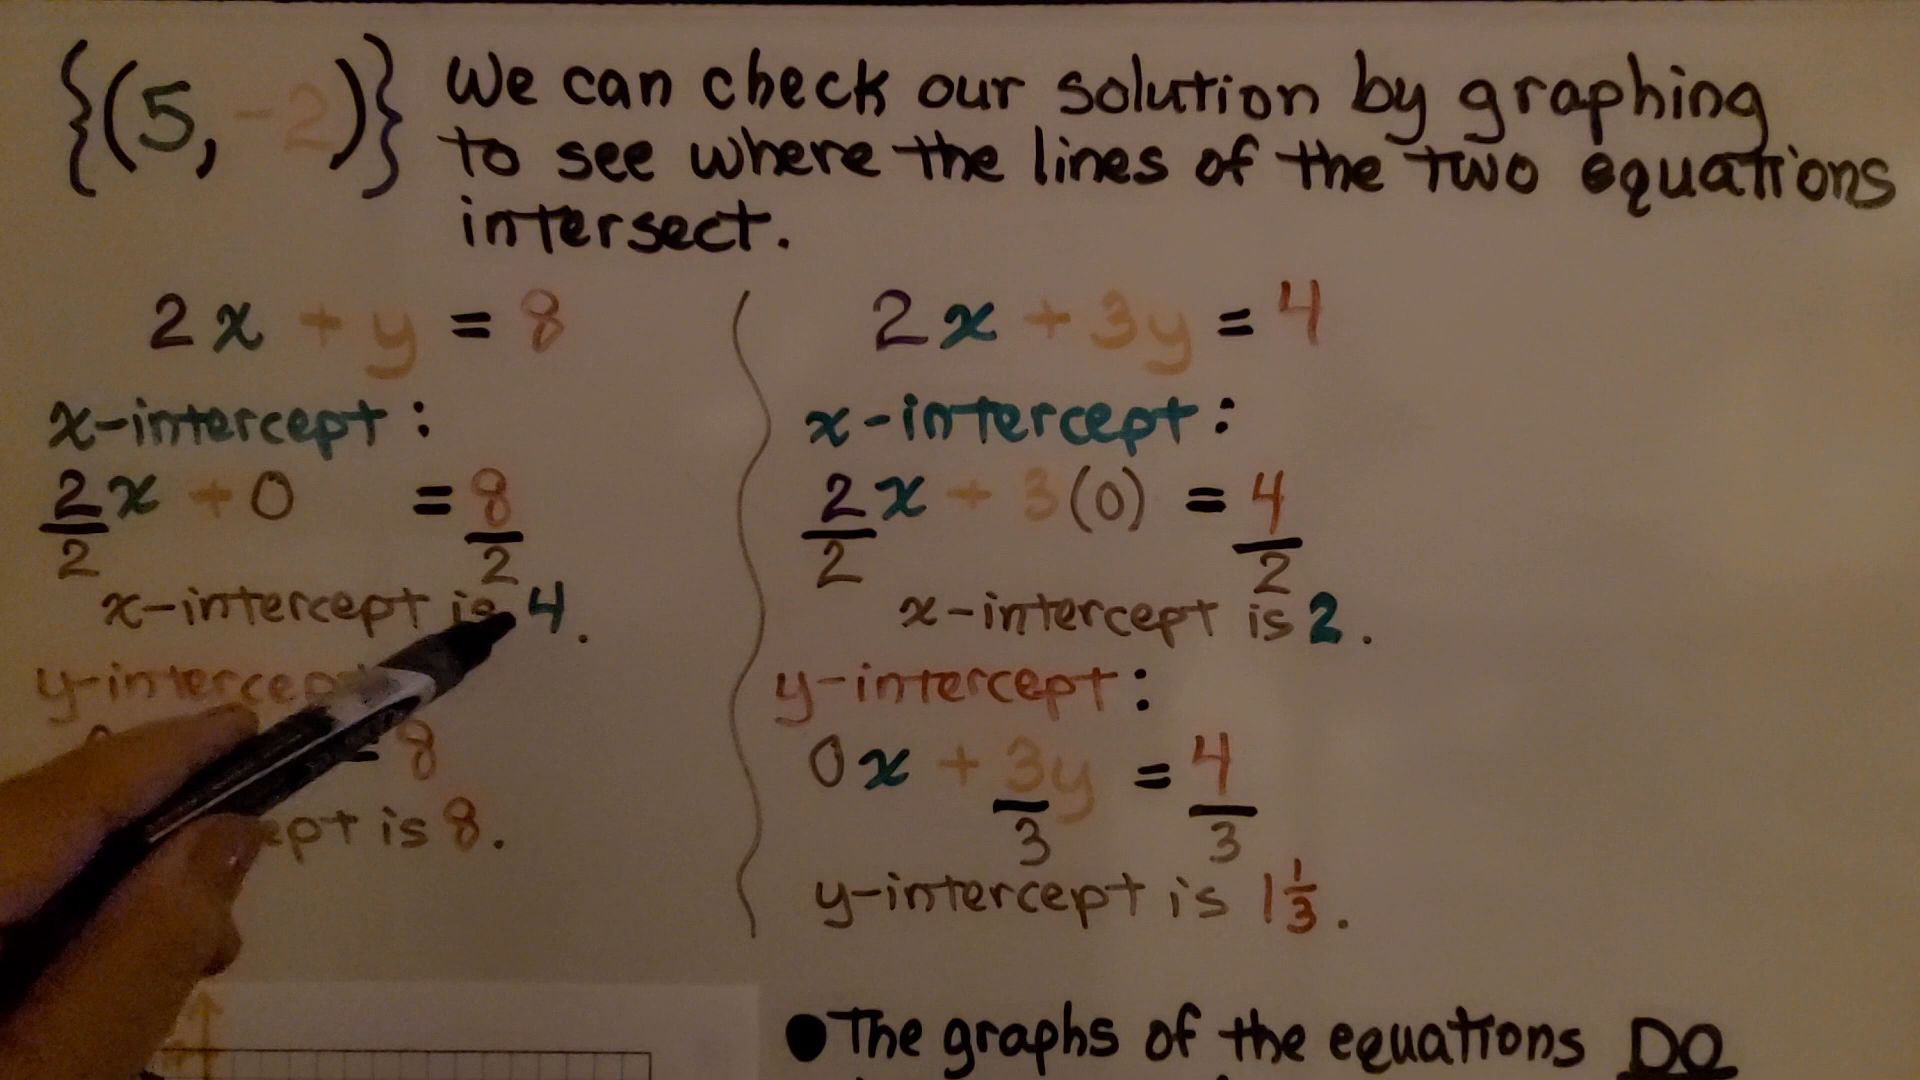 {(5, -2)} We can check our solution by graphing
to see where the lines of the two equations
intersect.
2x + y = 8
x-intercept:
2x + 0 = 8
2 2
x-intercept is 4.
y-intercept
= 8
is 8.
2x + 3y = 4
x-intercept:
2x + 3(0) = 4
2 2
x-intercept is 2.
y-intercept:
0x + 3y = 4
3 3
y-intercept is 1 1/3.
•The graphs of the equations DO